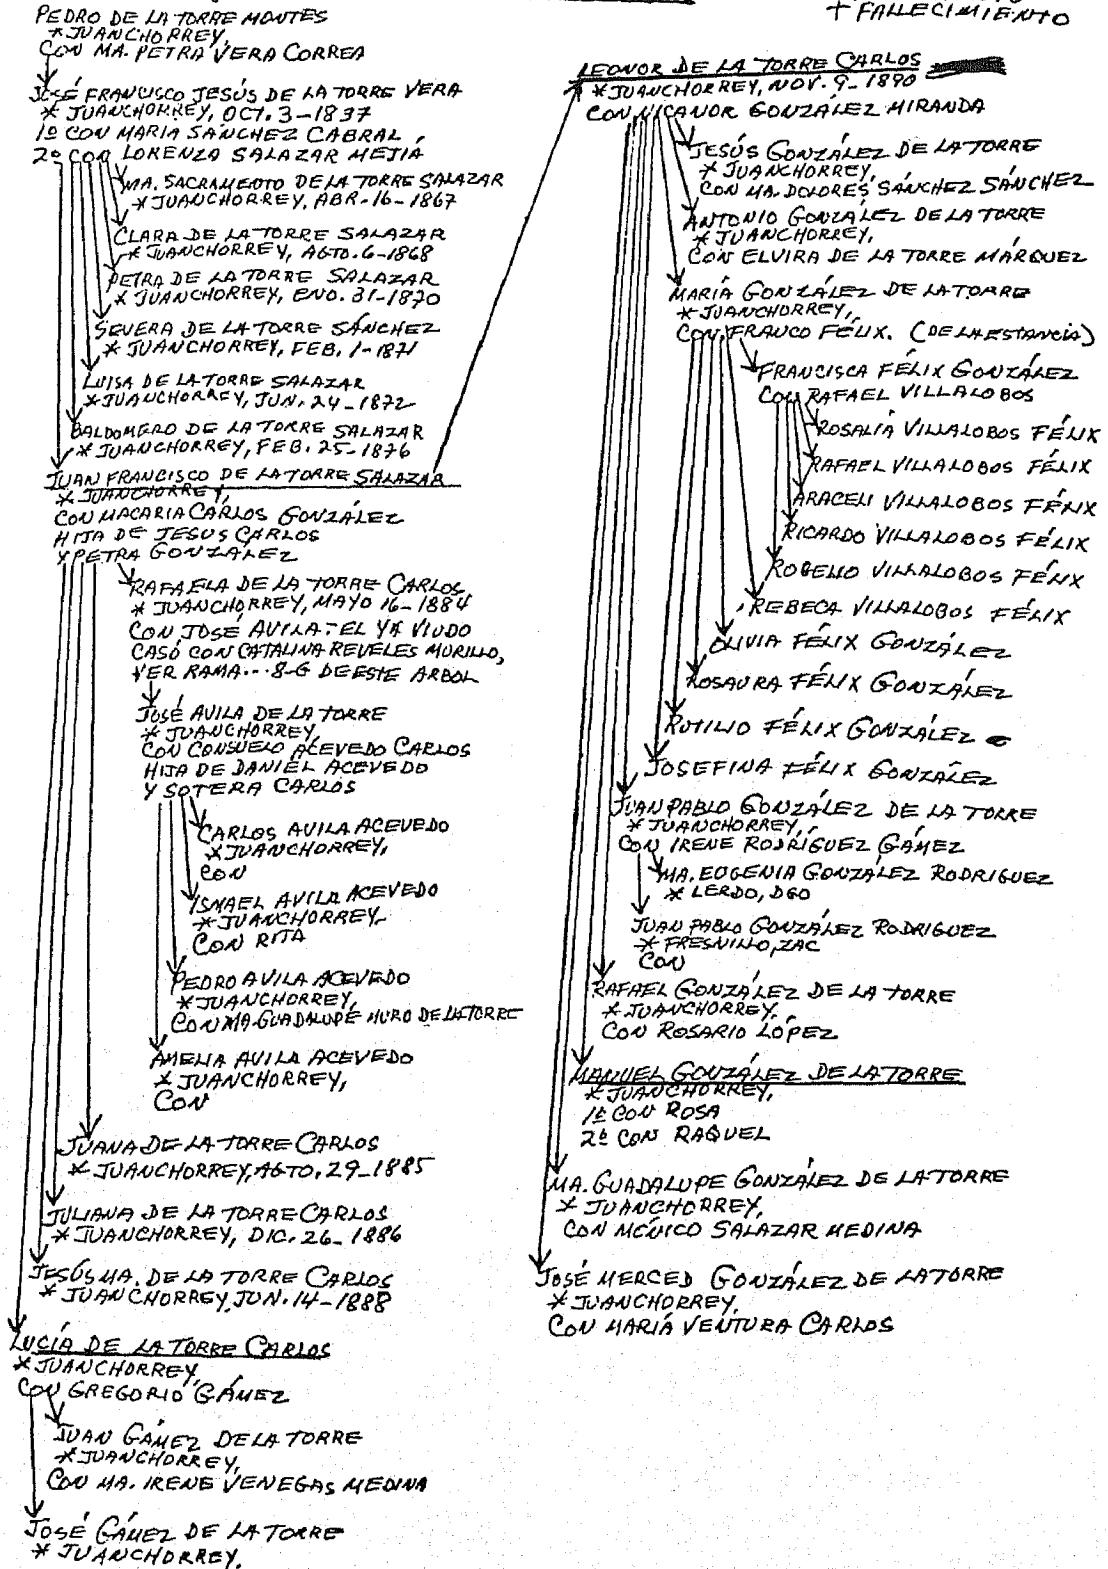 PEDRO DE LA TORRE MONTES
* JUANCHORREY,
CON MA. PETRA VERA CORREA
JOSÉ FRANCISCO JESÚS DE LA TORRE VERA
* JUANCHORREY, OCT. 3-1837
1º CON MARIA SÁNCHEZ CABRAL
2º CON LORENZA SALAZAR MEJÍA
MA. SACRAMENTO DE LA TORRE SALAZAR
* JUANCHORREY, ABR-16-1867
CLARA DE LA TORRE SALAZAR
* JUANCHORREY, AGTO. 6-1868
PETRA DE LA TORRE SALAZAR
* JUANCHORREY, ENO. 31-1870
SEVERA DE LA TORRE SÁNCHEZ
* JUANCHORREY, FEB. 1-1871
LUISA DE LA TORRE SALAZAR
* JUANCHORREY, JUN. 24-1872
BALDOMERO DE LA TORRE SALAZAR
* JUANCHORREY, FEB. 25-1876
JUAN FRANCISCO DE LA TORRE SALAZAR
* JUANCHORREY,
CON MACARIA CARLOS GONZÁLEZ
HIJA DE JESUS CARLOS
Y PETRA GONZALEZ
RAFAELA DE LA TORRE CARLOS
* JUANCHORREY, MAYO 16-1884
CON JOSÉ AVILA-EL YA VIUDO
CASÓ CON CATALINA REVELES MURILLO,
VER RAMA...8-G DE ESTE ARBOL
JOSÉ AVILA DE LA TORRE
* JUANCHORREY,
CON CONSUELO ACEVEDO CARLOS
HIJA DE DANIEL ACEVEDO
Y SOTERA CARLOS
CARLOS AVILA ACEVEDO
* JUANCHORREY,
CON
ISMAEL AVILA ACEVEDO
* JUANCHORREY,
CON RITA
PEDRO AVILA ACEVEDO
* JUANCHORREY,
CON MA. GUADALUPE MURO DE LA TORRE
AMELIA AVILA ACEVEDO
* JUANCHORREY,
CON
JUANA DE LA TORRE CARLOS
* JUANCHORREY, AGTO. 29-1885
JULIANA DE LA TORRE CARLOS
* JUANCHORREY, DIC. 26-1886
JESÚS MA. DE LA TORRE CARLOS
* JUANCHORREY, JUN. 14-1888
LUCÍA DE LA TORRE CARLOS
* JUANCHORREY,
CON GREGORIO GÁMEZ
JUAN GÁMEZ DE LA TORRE
* JUANCHORREY,
CON MA. IRENE VENEGAS MEDINA
JOSÉ GÁMEZ DE LA TORRE
* JUANCHORREY,
+ FALLECIMIENTO
LEONOR DE LA TORRE CARLOS
* JUANCHORREY, NOV. 9-1890
CON NICANOR GONZÁLEZ MIRANDA
JESÚS GONZÁLEZ DE LA TORRE
* JUANCHORREY,
CON MA. DOLORES SÁNCHEZ SÁNCHEZ
ANTONIO GONZÁLEZ DE LA TORRE
* JUANCHORREY,
CON ELVIRA DE LA TORRE MÁRQUEZ
MARÍA GONZÁLEZ DE LA TORRE
* JUANCHORREY,
CON FRANCO FÉLIX. (DE LA ESTANCIA)
FRANCISCA FÉLIX GONZÁLEZ
CON RAFAEL VILLALOBOS
ROSALÍA VILLALOBOS FÉLIX
RAFAEL VILLALOBOS FÉLIX
ARACELI VILLALOBOS FÉLIX
RICARDO VILLALOBOS FÉLIX
ROGELIO VILLALOBOS FÉLIX
REBECA VILLALOBOS FÉLIX
OLIVIA FÉLIX GONZÁLEZ
ROSAURA FÉLIX GONZÁLEZ
RUTILIO FÉLIX GONZÁLEZ
JOSEFINA FÉLIX GONZÁLEZ
JUAN PABLO GONZÁLEZ DE LA TORRE
* JUANCHORREY,
CON IRENE RODRÍGUEZ GÁMEZ
MA. EUGENIA GONZÁLEZ RODRIGUEZ
* LERDO, DGO
JUAN PABLO GONZÁLEZ RODRIGUEZ
* FRESNILLO, ZAC
CON
RAFAEL GONZÁLEZ DE LA TORRE
* JUANCHORREY,
CON ROSARIO LÓPEZ
MANUEL GONZÁLEZ DE LA TORRE
* JUANCHORREY,
1º CON ROSA
2º CON RAQUEL
MA. GUADALUPE GONZÁLEZ DE LA TORRE
* JUANCHORREY,
CON MÓNICO SALAZAR MEDINA
JOSÉ MERCED GONZÁLEZ DE LA TORRE
* JUANCHORREY,
CON MARÍA VENTURA CARLOS